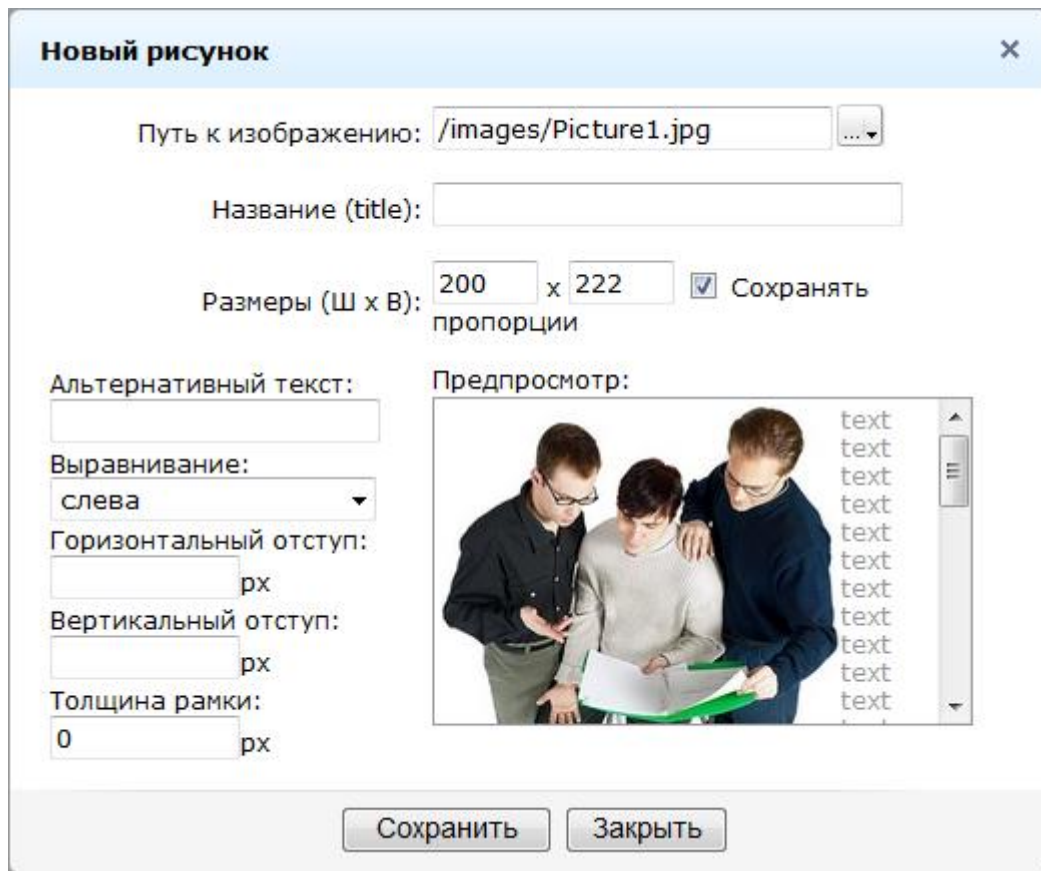 Новый рисунок
Путь к изображению: /images/Picture1.jpg ...
Название (title):
Размеры (Ш х В): 200 х 222 Сохранять
пропорции
Альтернативный текст:
Выравнивание:
слева
Горизонтальный отступ:
px
Вертикальный отступ:
px
Толщина рамки:
0 px
Предпросмотр:
text
text
text
text
text
text
text
text
text
text
text
Сохранить Закрыть